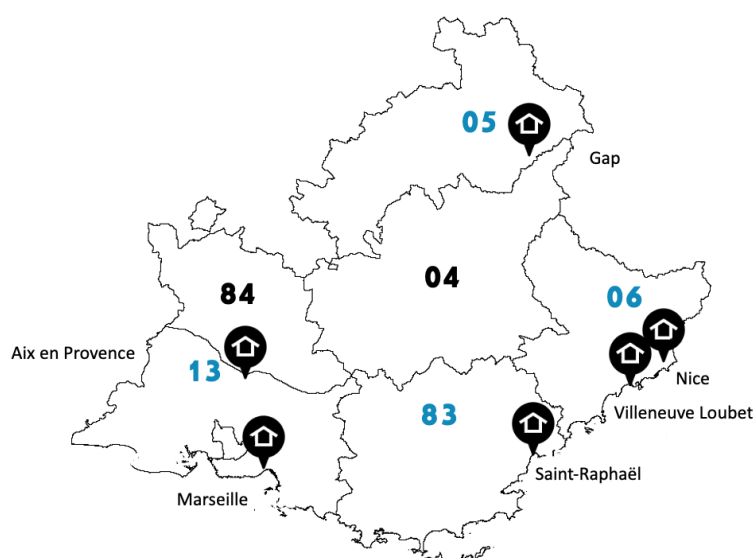 05
Gap
04
84
06
Aix en Provence
13
Nice
Villeneuve Loubet
83
Saint-Raphaël
Marseille